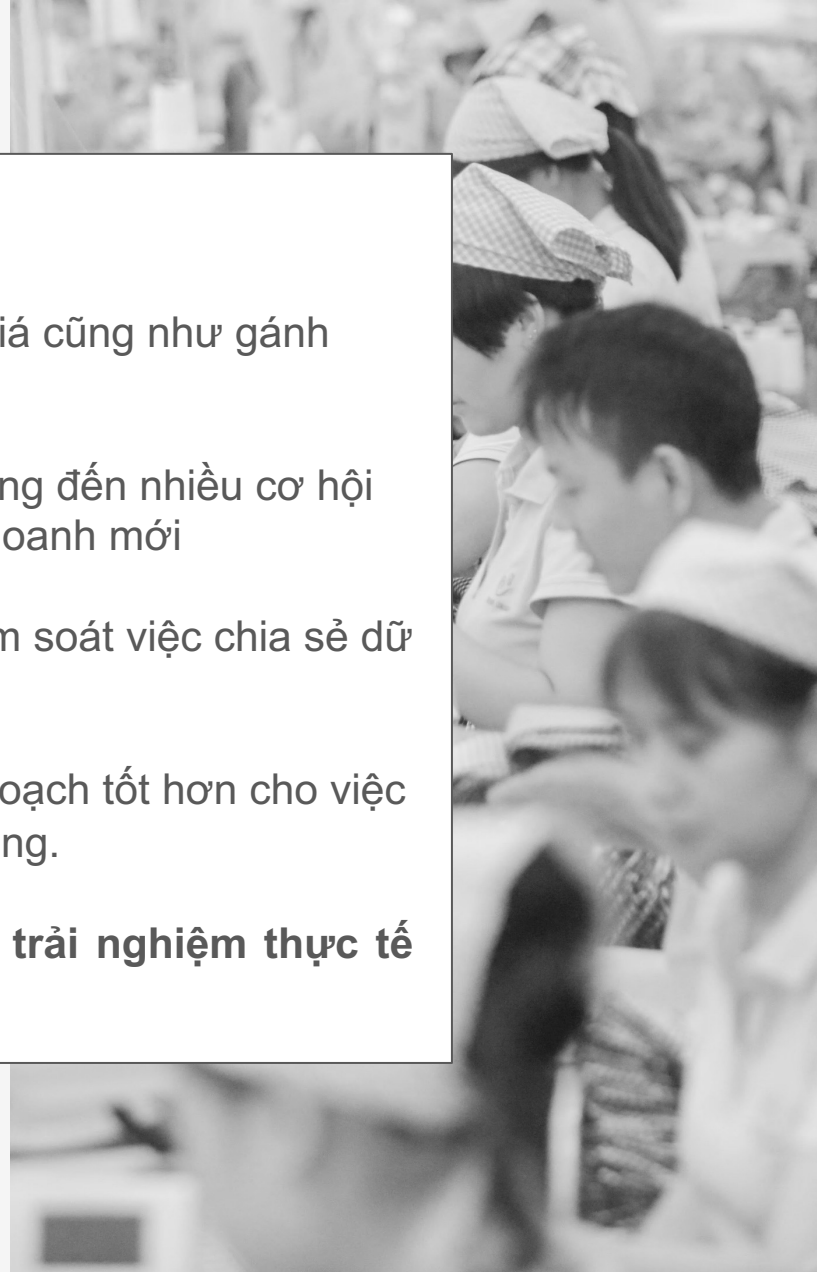 iá cũng như gánh
ng đến nhiều cơ hội
oanh mới
m soát việc chia sẻ dữ
oạch tốt hơn cho việc
ng.
trải nghiệm thực tế